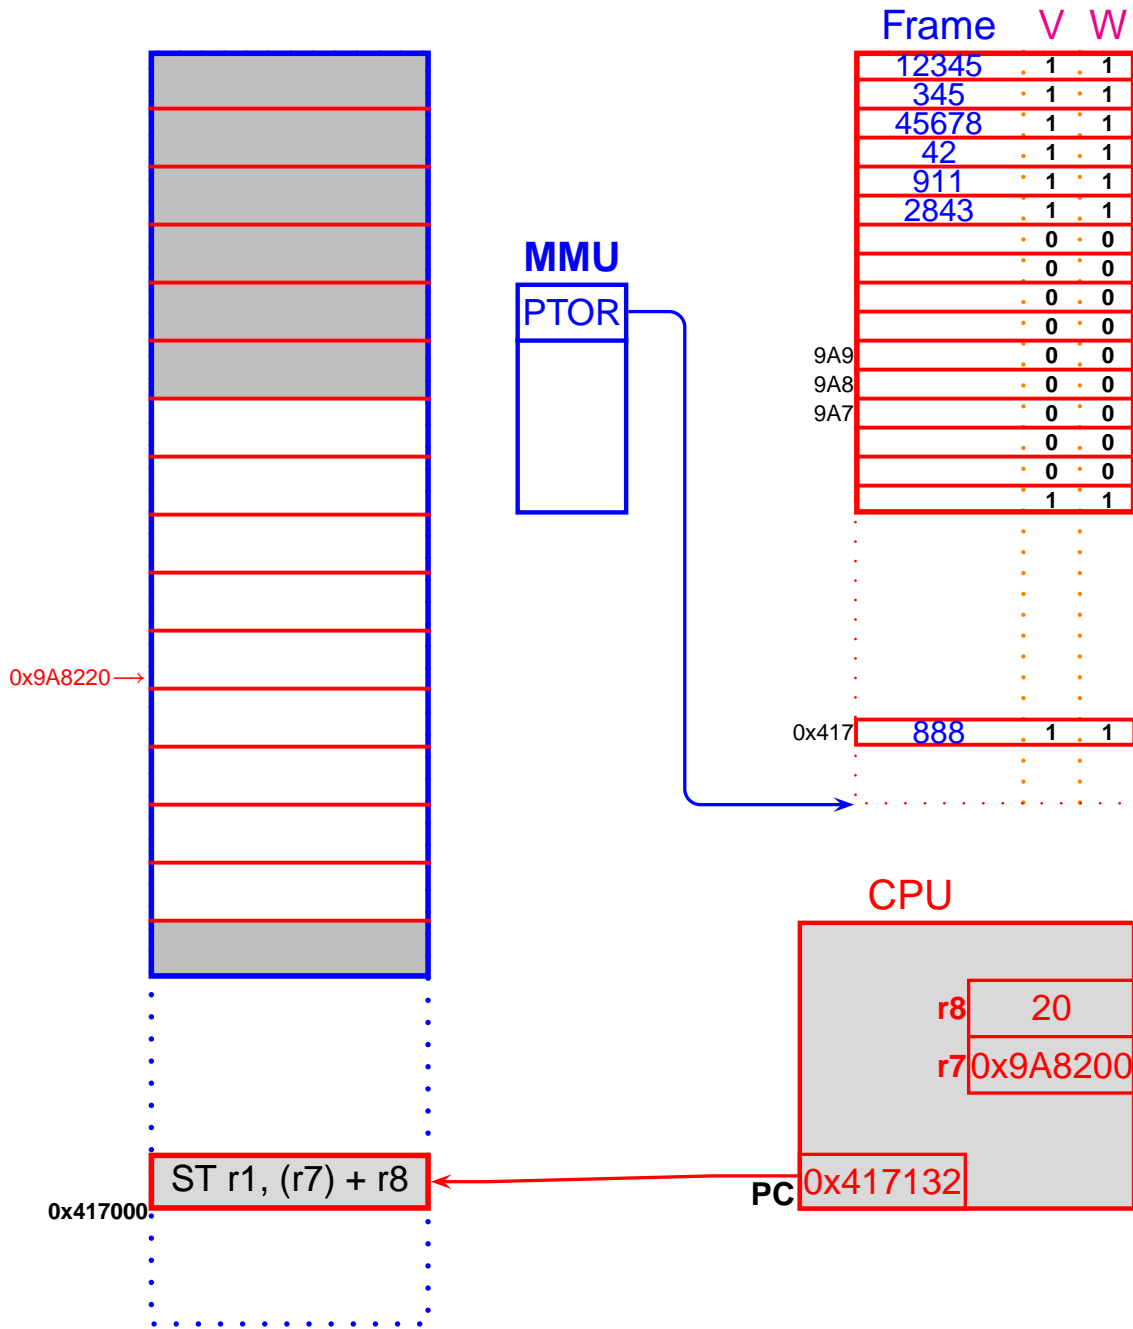 Frame V W
12345 1 1
345 1 1
45678 1 1
42 1 1
911 1 1
2843 1 1
0 0
0 0
0 0
0 0
9A9 0 0
9A8 0 0
9A7 0 0
0 0
0 0
1 1
MMU
PTOR
0x9A8220
0x417 888 1 1
CPU
r8 20
r7 0x9A8200
PC 0x417132
ST r1, (r7) + r8
0x417000